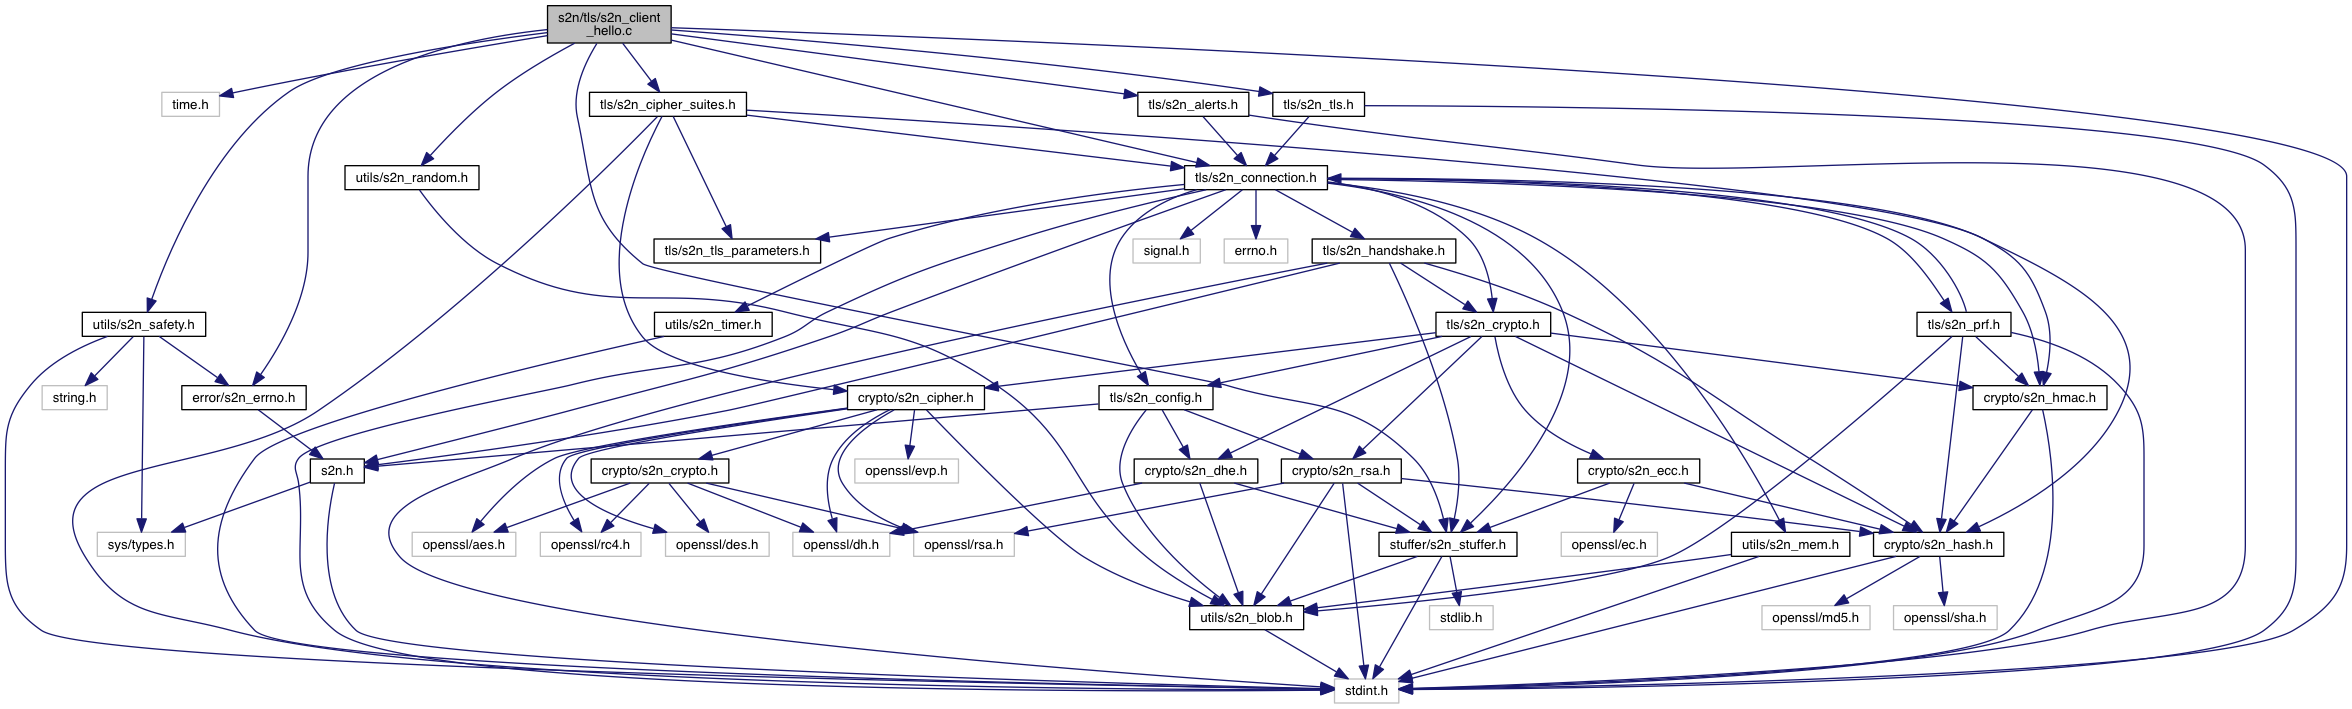 s2n/tls/s2n_client
_hello.c
time.h
tls/s2n_cipher_suites.h
tls/s2n_alerts.h
tls/s2n_tls.h
utils/s2n_random.h
tls/s2n_connection.h
tls/s2n_tls_parameters.h
signal.h
errno.h
tls/s2n_handshake.h
utils/s2n_safety.h
utils/s2n_timer.h
tls/s2n_crypto.h
tls/s2n_prf.h
string.h
error/s2n_errno.h
crypto/s2n_cipher.h
tls/s2n_config.h
crypto/s2n_hmac.h
s2n.h
crypto/s2n_crypto.h
openssl/evp.h
crypto/s2n_dhe.h
crypto/s2n_rsa.h
crypto/s2n_ecc.h
sys/types.h
openssl/aes.h
openssl/rc4.h
openssl/des.h
openssl/dh.h
openssl/rsa.h
stuffer/s2n_stuffer.h
openssl/ec.h
utils/s2n_mem.h
crypto/s2n_hash.h
utils/s2n_blob.h
stdlib.h
openssl/md5.h
openssl/sha.h
stdint.h